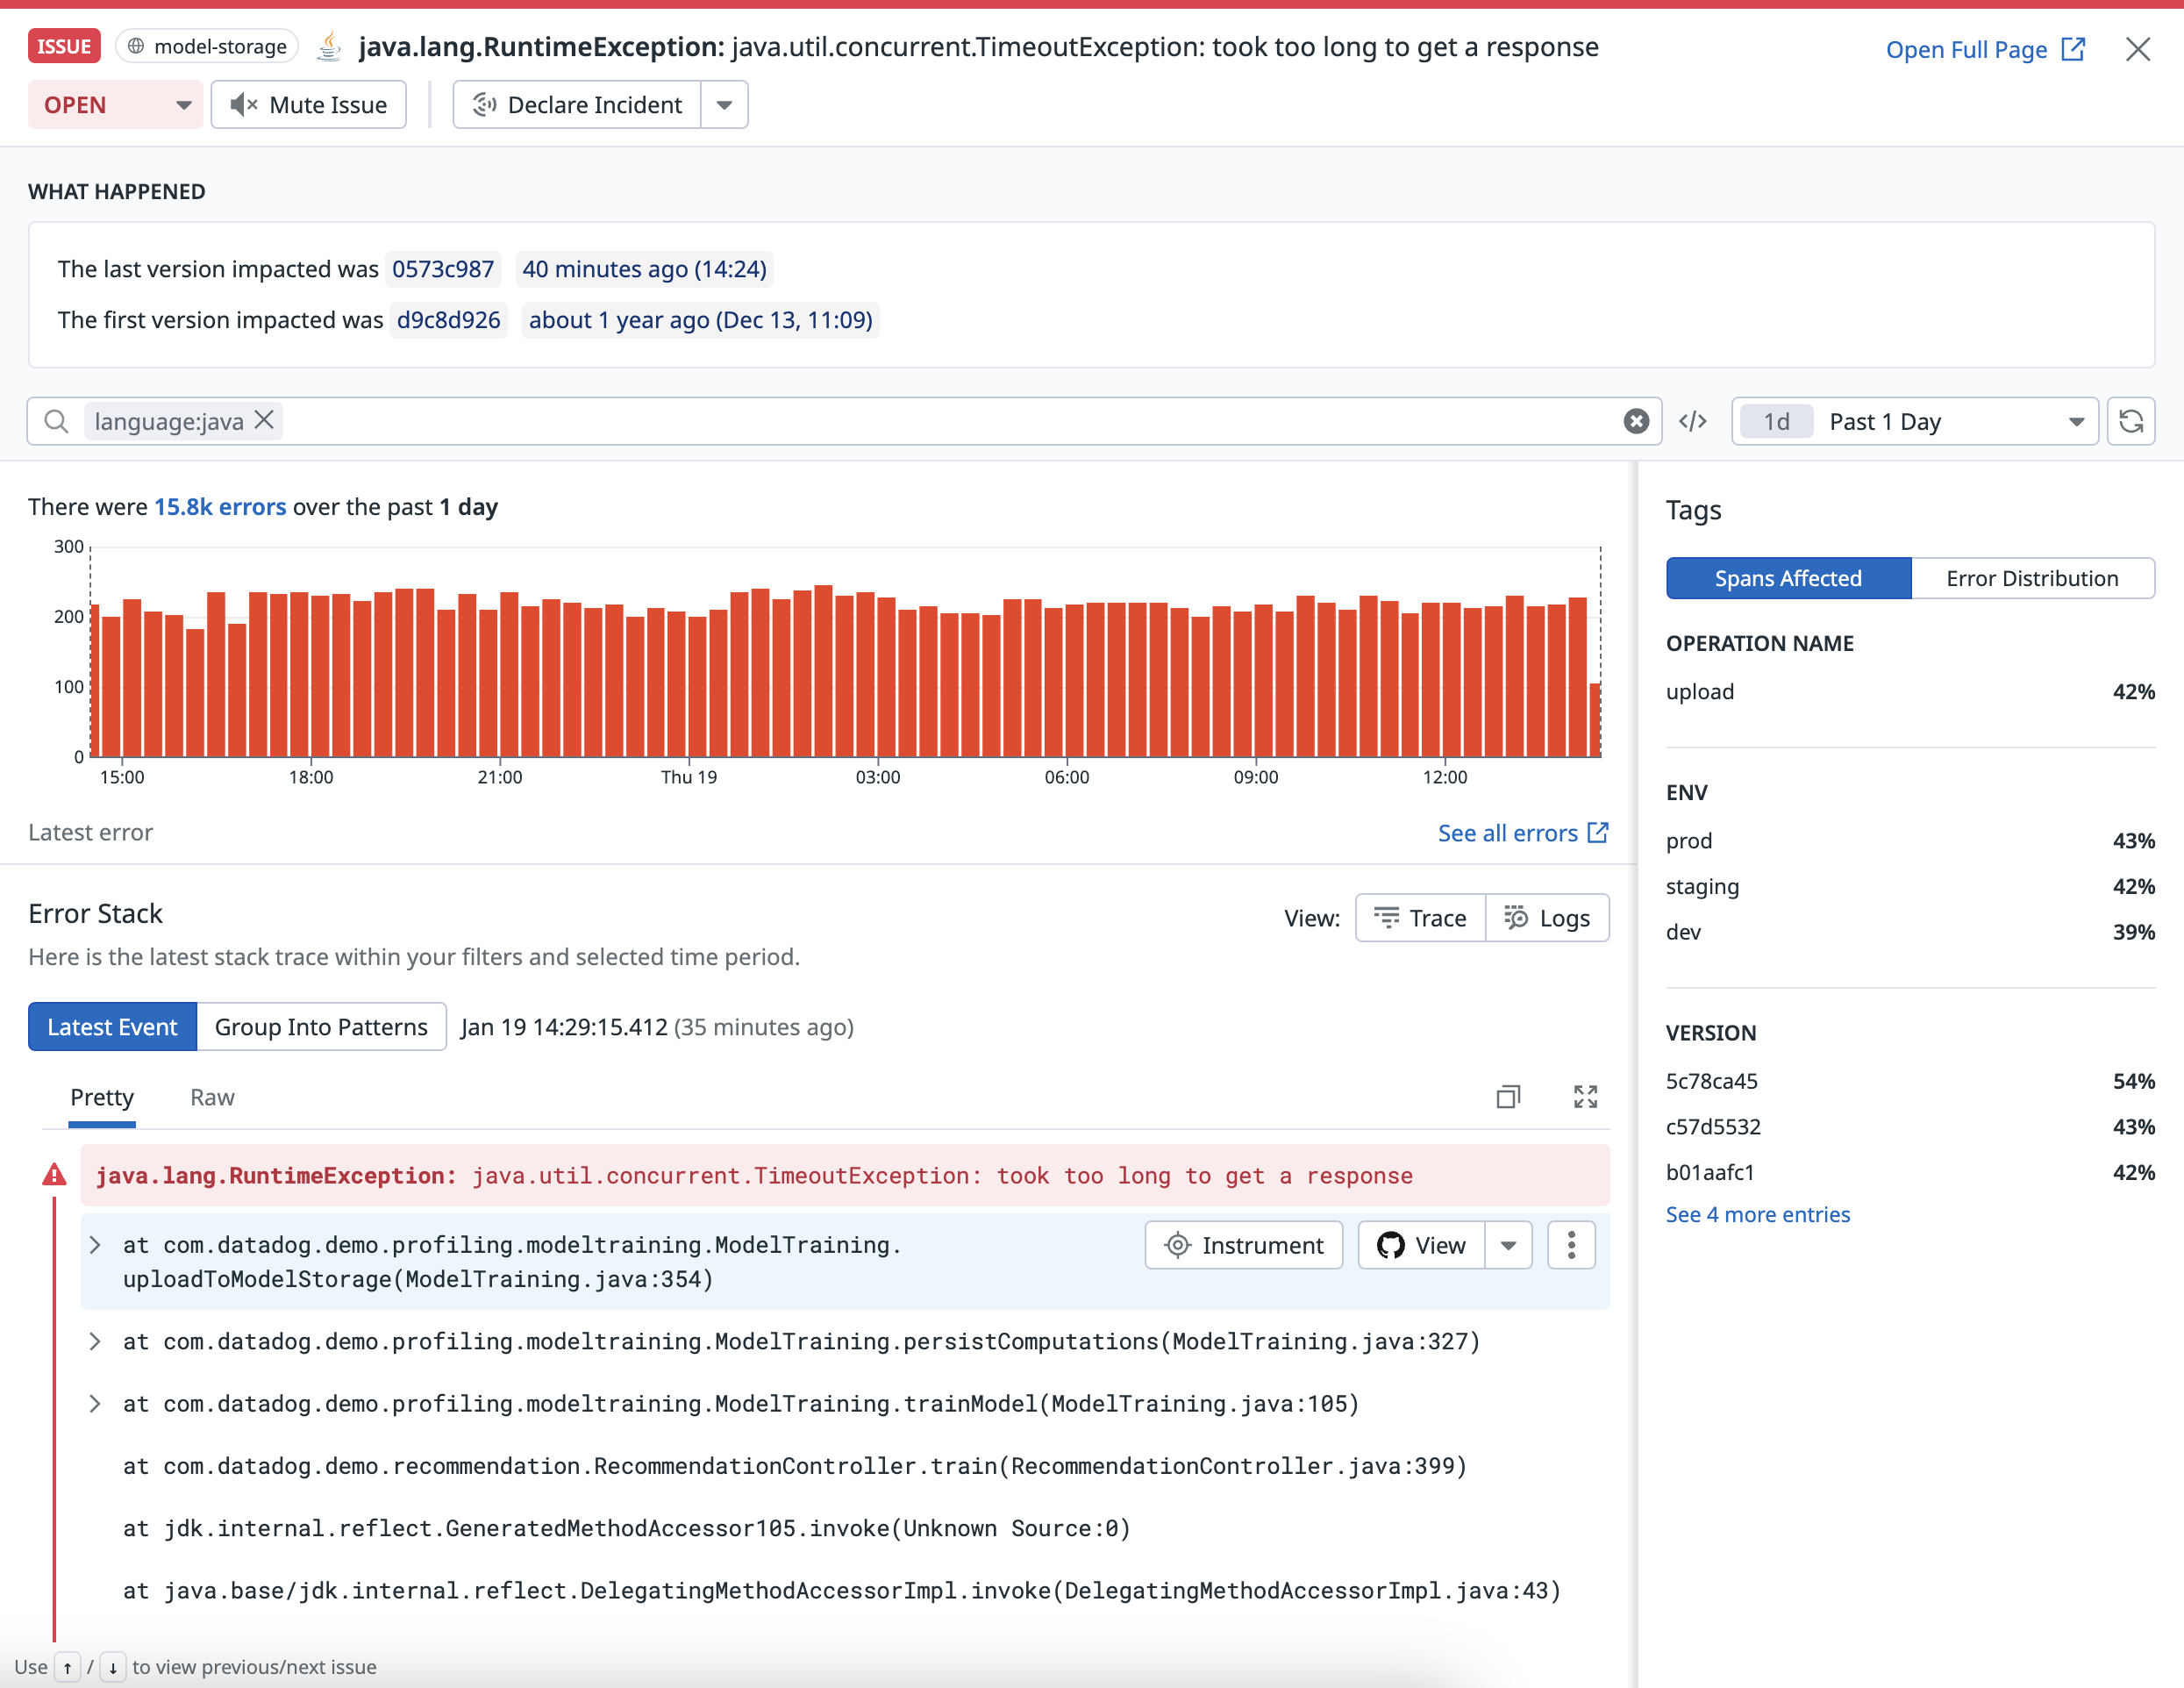 ISSUE model-storage java.lang.RuntimeException: java.util.concurrent.TimeoutException: took too long to get a response Open Full Page
OPEN Mute Issue Declare Incident
WHAT HAPPENED
The last version impacted was 0573c987 40 minutes ago (14:24)
The first version impacted was d9c8d926 about 1 year ago (Dec 13, 11:09)
language:java </> 1d Past 1 Day
There were 15.8k errors over the past 1 day
300
200
100
0
15:00 18:00 21:00 Thu 19 03:00 06:00 09:00 12:00
Latest error See all errors
Error Stack View: Trace Logs
Here is the latest stack trace within your filters and selected time period.
Latest Event Group Into Patterns Jan 19 14:29:15.412 (35 minutes ago)
Pretty Raw
java.lang.RuntimeException: java.util.concurrent.TimeoutException: took too long to get a response
at com.datadog.demo.profiling.modeltraining.ModelTraining.
uploadToModelStorage(ModelTraining.java:354)
Instrument View
at com.datadog.demo.profiling.modeltraining.ModelTraining.persistComputations(ModelTraining.java:327)
at com.datadog.demo.profiling.modeltraining.ModelTraining.trainModel(ModelTraining.java:105)
at com.datadog.demo.recommendation.RecommendationController.train(RecommendationController.java:399)
at jdk.internal.reflect.GeneratedMethodAccessor105.invoke(Unknown Source:0)
at java.base/jdk.internal.reflect.DelegatingMethodAccessorImpl.invoke(DelegatingMethodAccessorImpl.java:43)
Use ↑ / ↓ to view previous/next issue
Tags
Spans Affected Error Distribution
OPERATION NAME
upload 42%
ENV
prod 43%
staging 42%
dev 39%
VERSION
5c78ca45 54%
c57d5532 43%
b01aafc1 42%
See 4 more entries